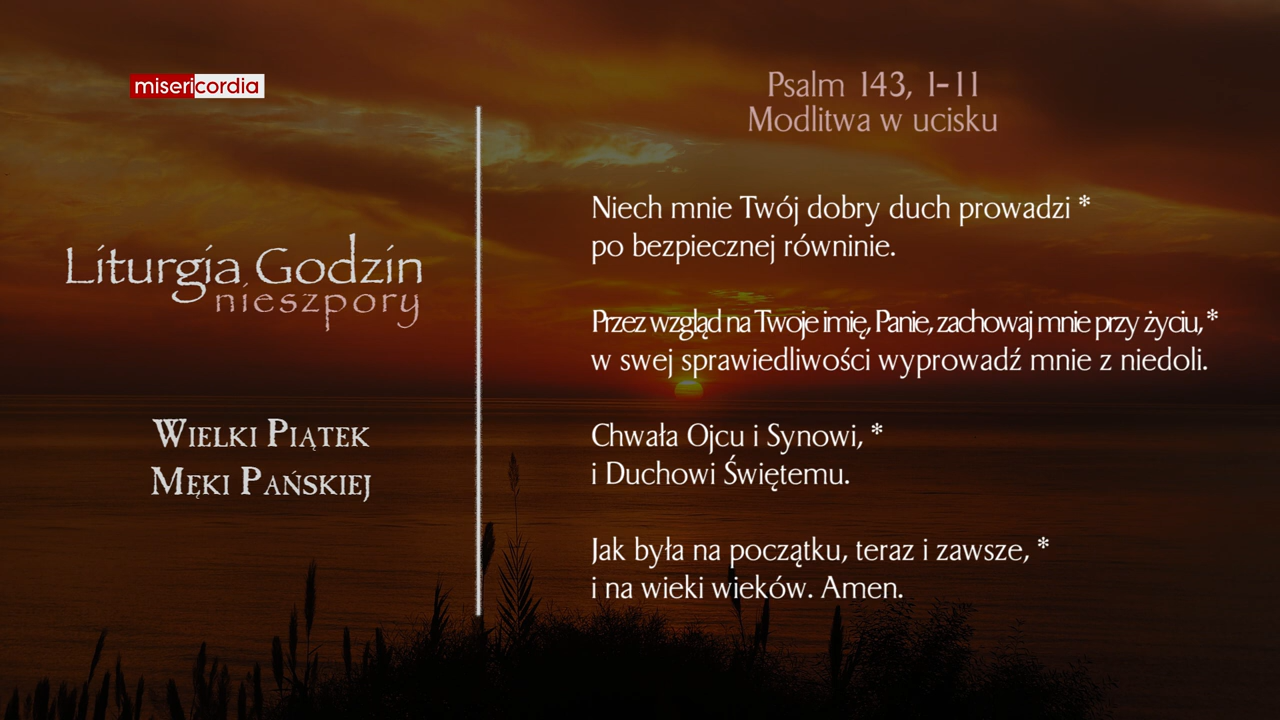 misericordia
Liturgia Godzin
nieszpory
Wielki Piątek
Męki Pańskiej
Psalm 143, 1-11
Modlitwa w ucisku
Niech mnie Twój dobry duch prowadzi *
po bezpiecznej równinie.
Przez wzgląd na Twoje imię, Panie, zachowaj mnie przy życiu, *
w swej sprawiedliwości wyprowadź mnie z niedoli.
Chwała Ojcu i Synowi, *
i Duchowi Świętemu.
Jak była na początku, teraz i zawsze, *
i na wieki wieków. Amen.